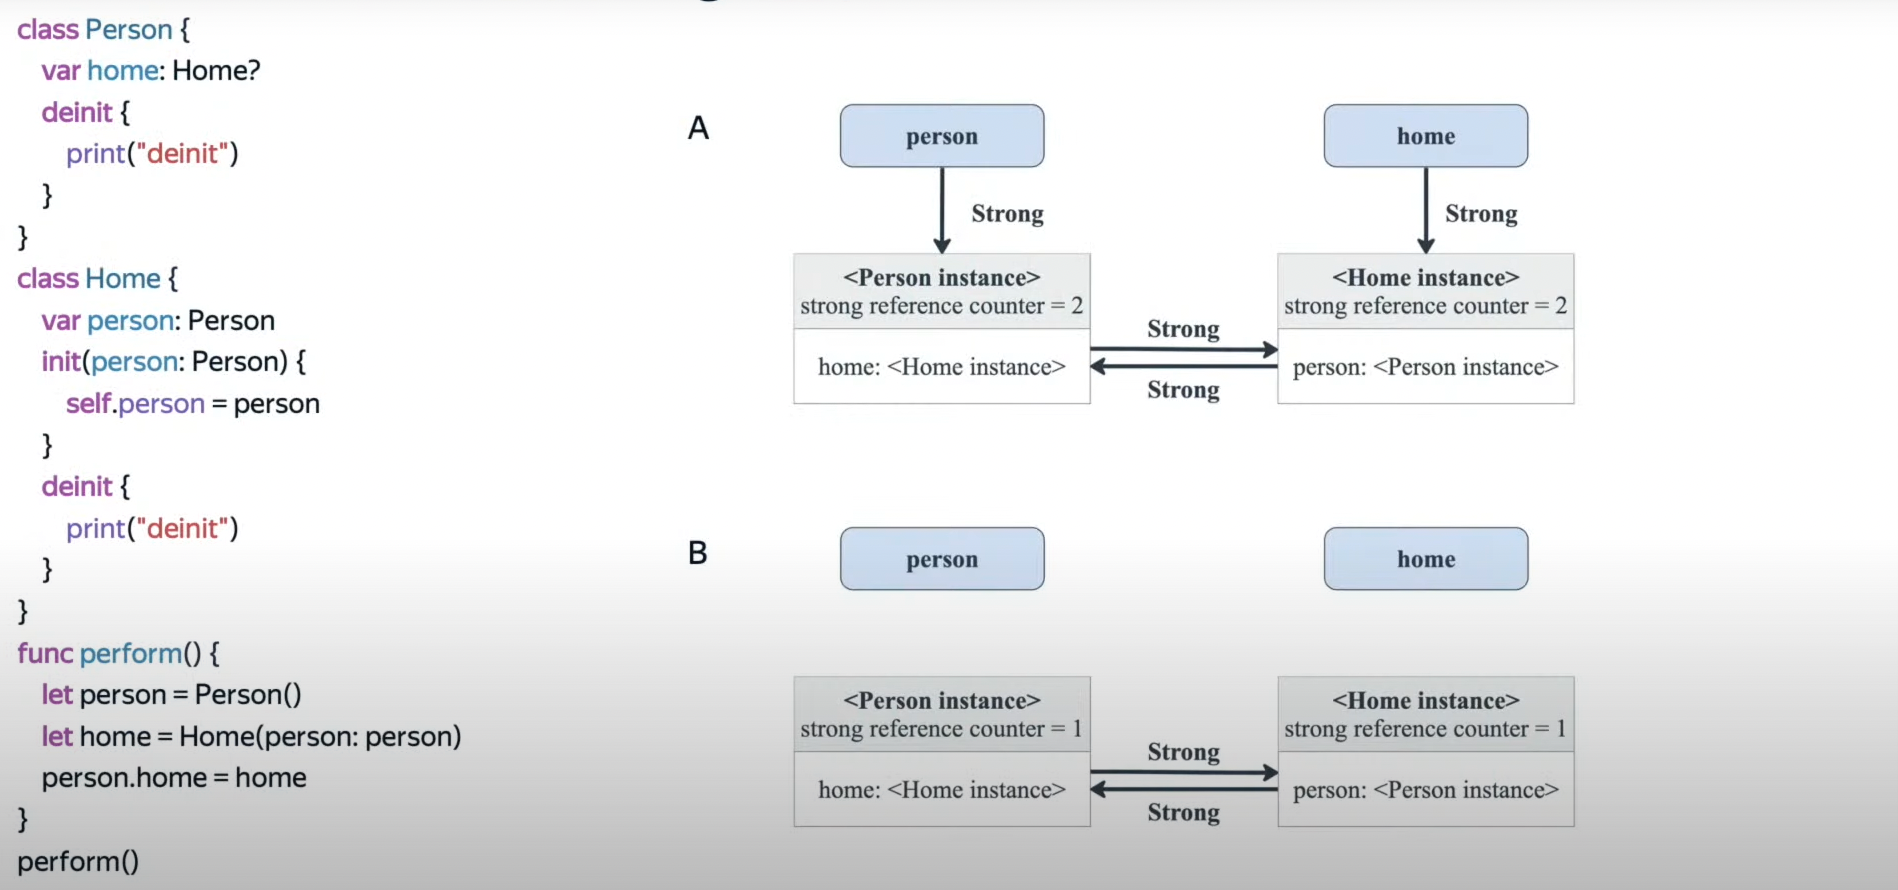 class Person {
var home: Home?
deinit {
print("deinit")
}
}
class Home {
var person: Person
init(person: Person) {
self.person = person
}
deinit {
print("deinit")
}
}
func perform() {
let person = Person()
let home = Home(person: person)
person.home = home
}
perform()
A
person
home
Strong
Strong
<Person instance>
strong reference counter = 2
home: <Home instance>
Strong
Strong
<Home instance>
strong reference counter = 2
person: <Person instance>
B
person
home
<Person instance>
strong reference counter = 1
home: <Home instance>
Strong
Strong
<Home instance>
strong reference counter = 1
person: <Person instance>